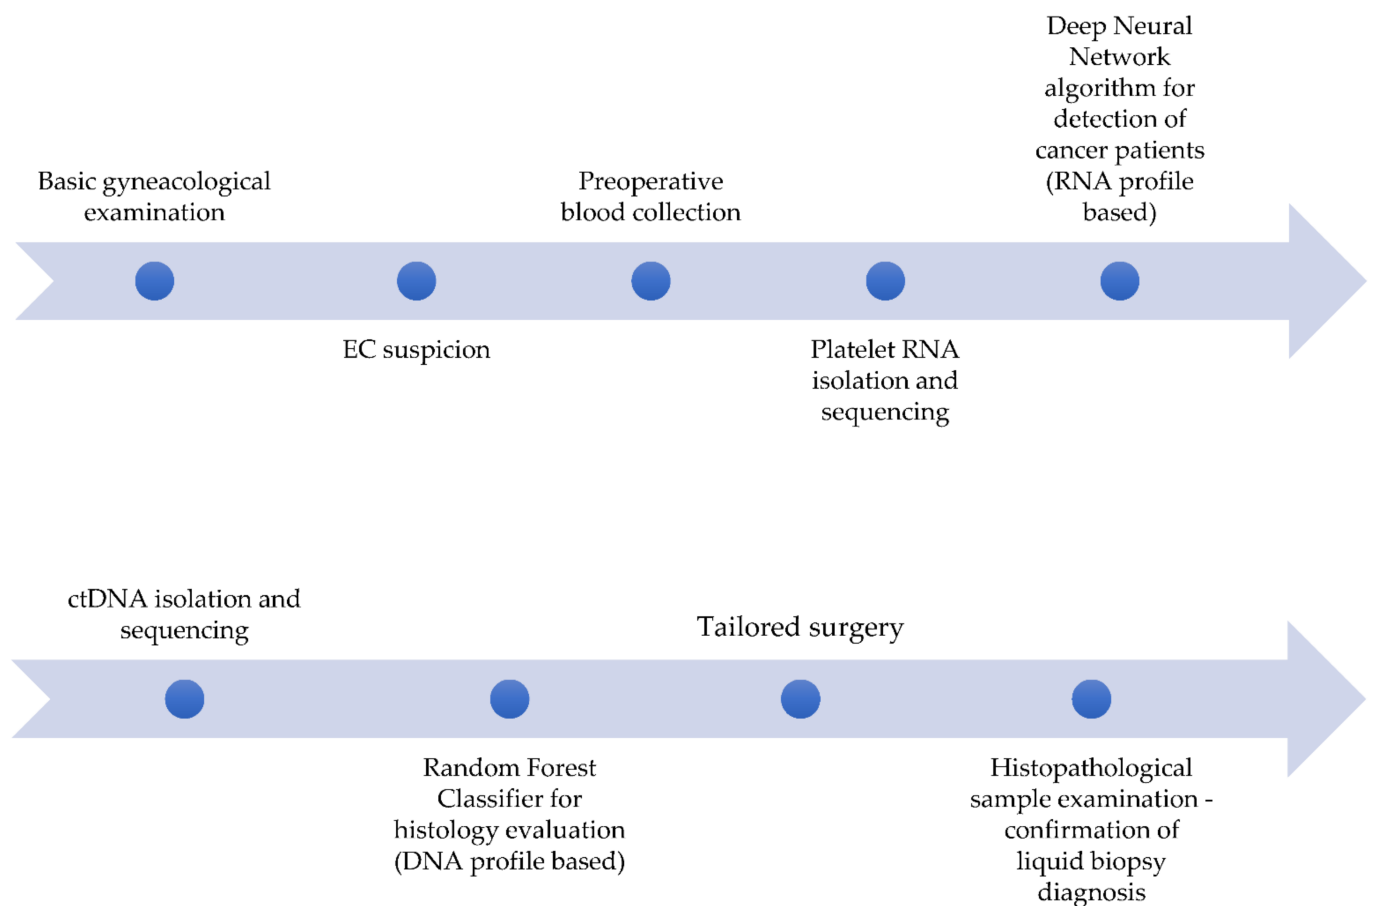 Basic gyneacological
examination
EC suspicion
Preoperative
blood collection
Platelet RNA
isolation and
sequencing
Deep Neural
Network
algorithm for
detection of
cancer patients
(RNA profile
based)
ctDNA isolation and
sequencing
Random Forest
Classifier for
histology evaluation
(DNA profile based)
Tailored surgery
Histopathological
sample examination -
confirmation of
liquid biopsy
diagnosis